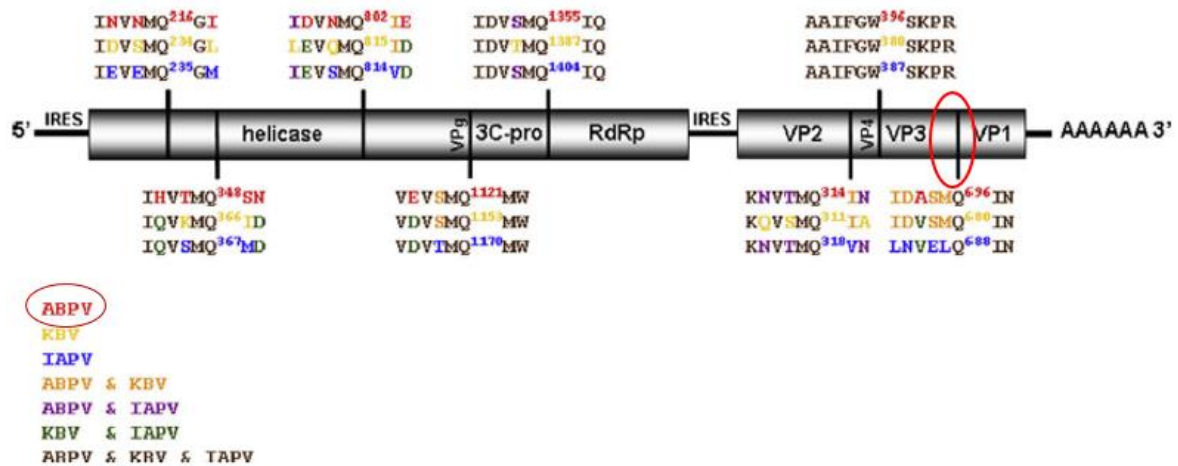 INVNMQ216GI IDVNMQ802IE IDVSMQ1355IQ AAIFGW396SKPR
IDVSMQ234GL LEVQMQ815ID IDVTMQ1387IQ AAIFGW380SKPR
IEVEMQ235GM IEVSMQ814VD IDVSMQ1404IQ AAIFGW387SKPR
5' IRES helicase VPg 3C-pro RdRp IRES VP2 VP4 VP3 VP1 AAAAAA 3'
IHVTMQ348SN VEVSMQ1121MW KNVTMQ314IN IDASMQ696IN
IQVKMQ366ID VDVSMQ1153MW KQVSMQ311IA IDVSMQ680IN
IQVSMQ367MD VDVTMQ1170MW KNVTMQ318VN LNVELQ688IN
ABPV
KBV
IAPV
ABPV & KBV
ABPV & IAPV
KBV & IAPV
ABPV & KBV & IAPV